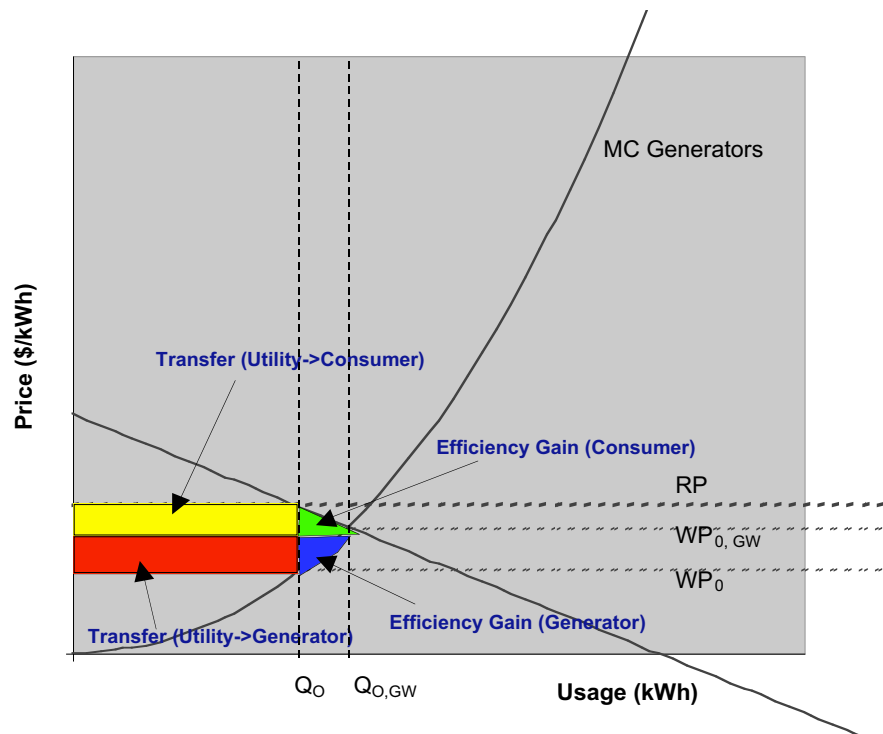 MC Generators
Price ($/kWh)
Transfer (Utility->Consumer)
Efficiency Gain (Consumer)
RP
WP0, GW
WP0
Efficiency Gain (Generator)
Transfer (Utility->Generator)
QO
QO,GW
Usage (kWh)